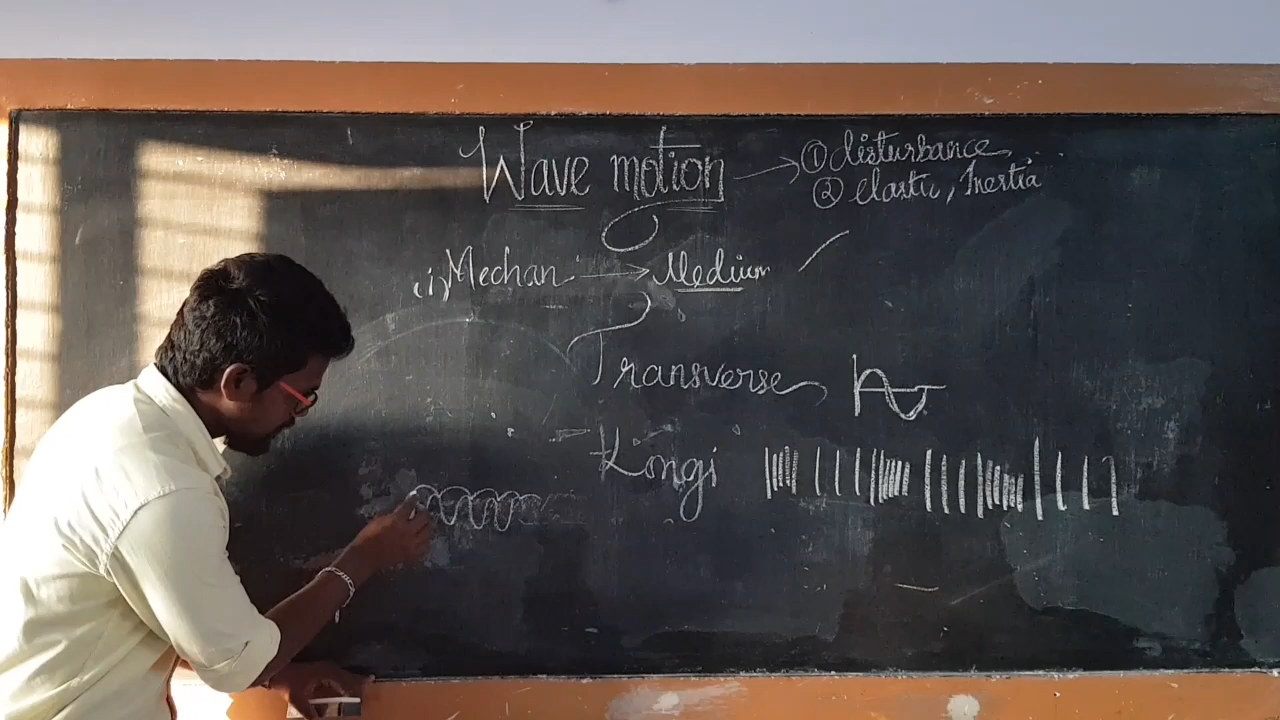 Wave motion → ① disturbance,
② elastic, Inertia
(i) Mechan → Medium
Transverse
Longi